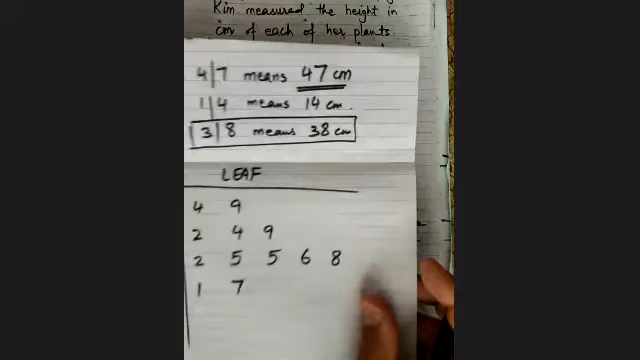 Kim measured the height in
cm of each of her plants.
4|7 means 47 cm
1|4 means 14 cm.
3|8 means 38 cm
LEAF
4 9
2 4 9
2 5 5 6 8
1 7